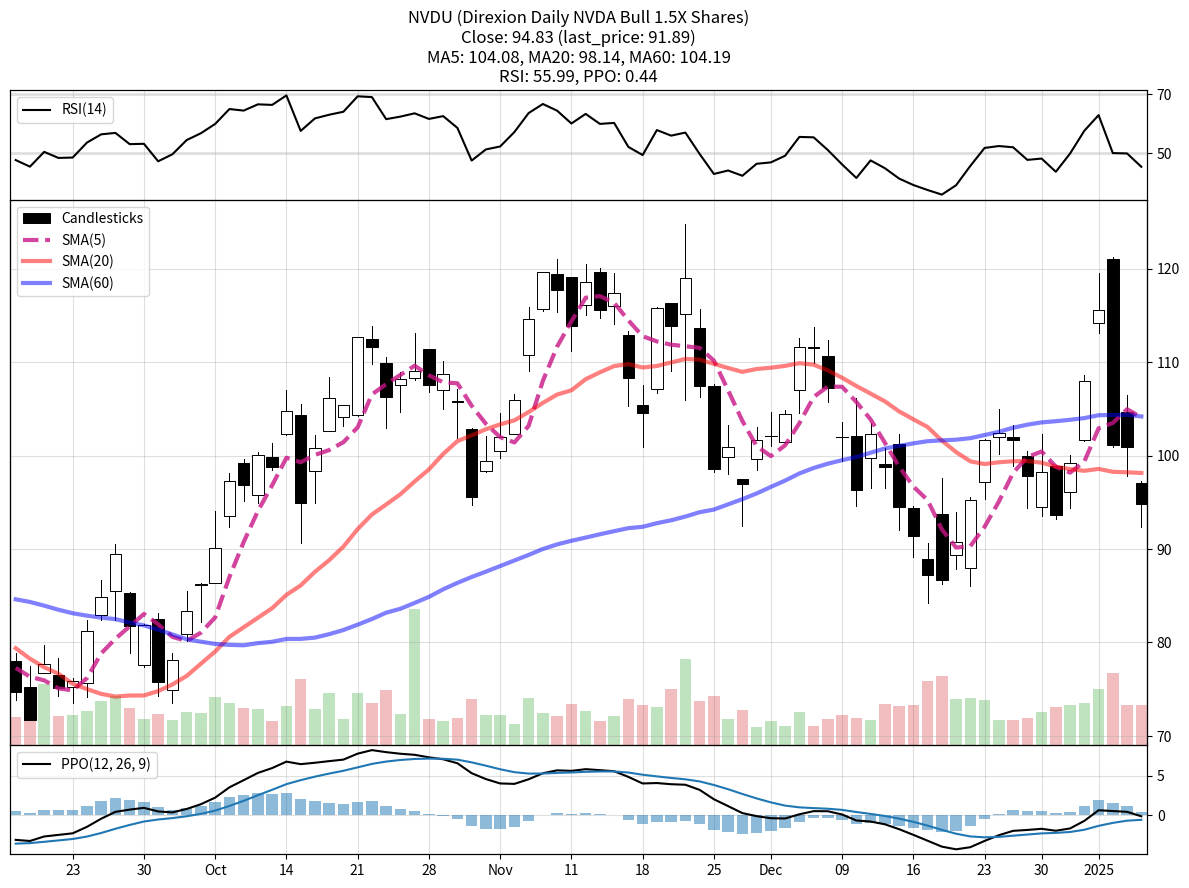 NVDU (Direxion Daily NVDA Bull 1.5X Shares)
Close: 94.83 (last_price: 91.89)
MA5: 104.08, MA20: 98.14, MA60: 104.19
RSI: 55.99, PPO: 0.44
RSI(14)
70
50
Candlesticks
SMA(5)
SMA(20)
SMA(60)
120
110
100
90
80
70
PPO(12, 26, 9)
5
0
23 30 Oct 14 21 28 Nov 11 18 25 Dec 09 16 23 30 2025